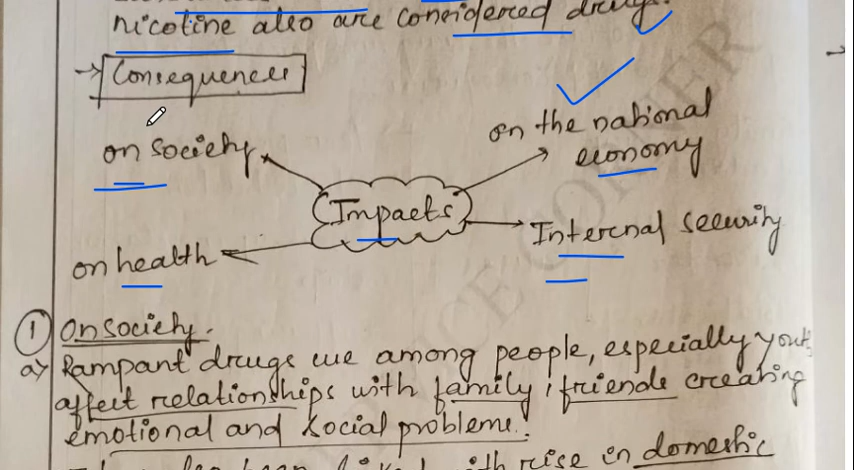 nicotine also are considered drug.
→ Consequences
on society
on the national
economy
Impacts
Internal security
on health
① On society.
a) Rampant drugs use among people, especially youth
affect relationships with family, friends creating
emotional and social problems.
rise in domestic